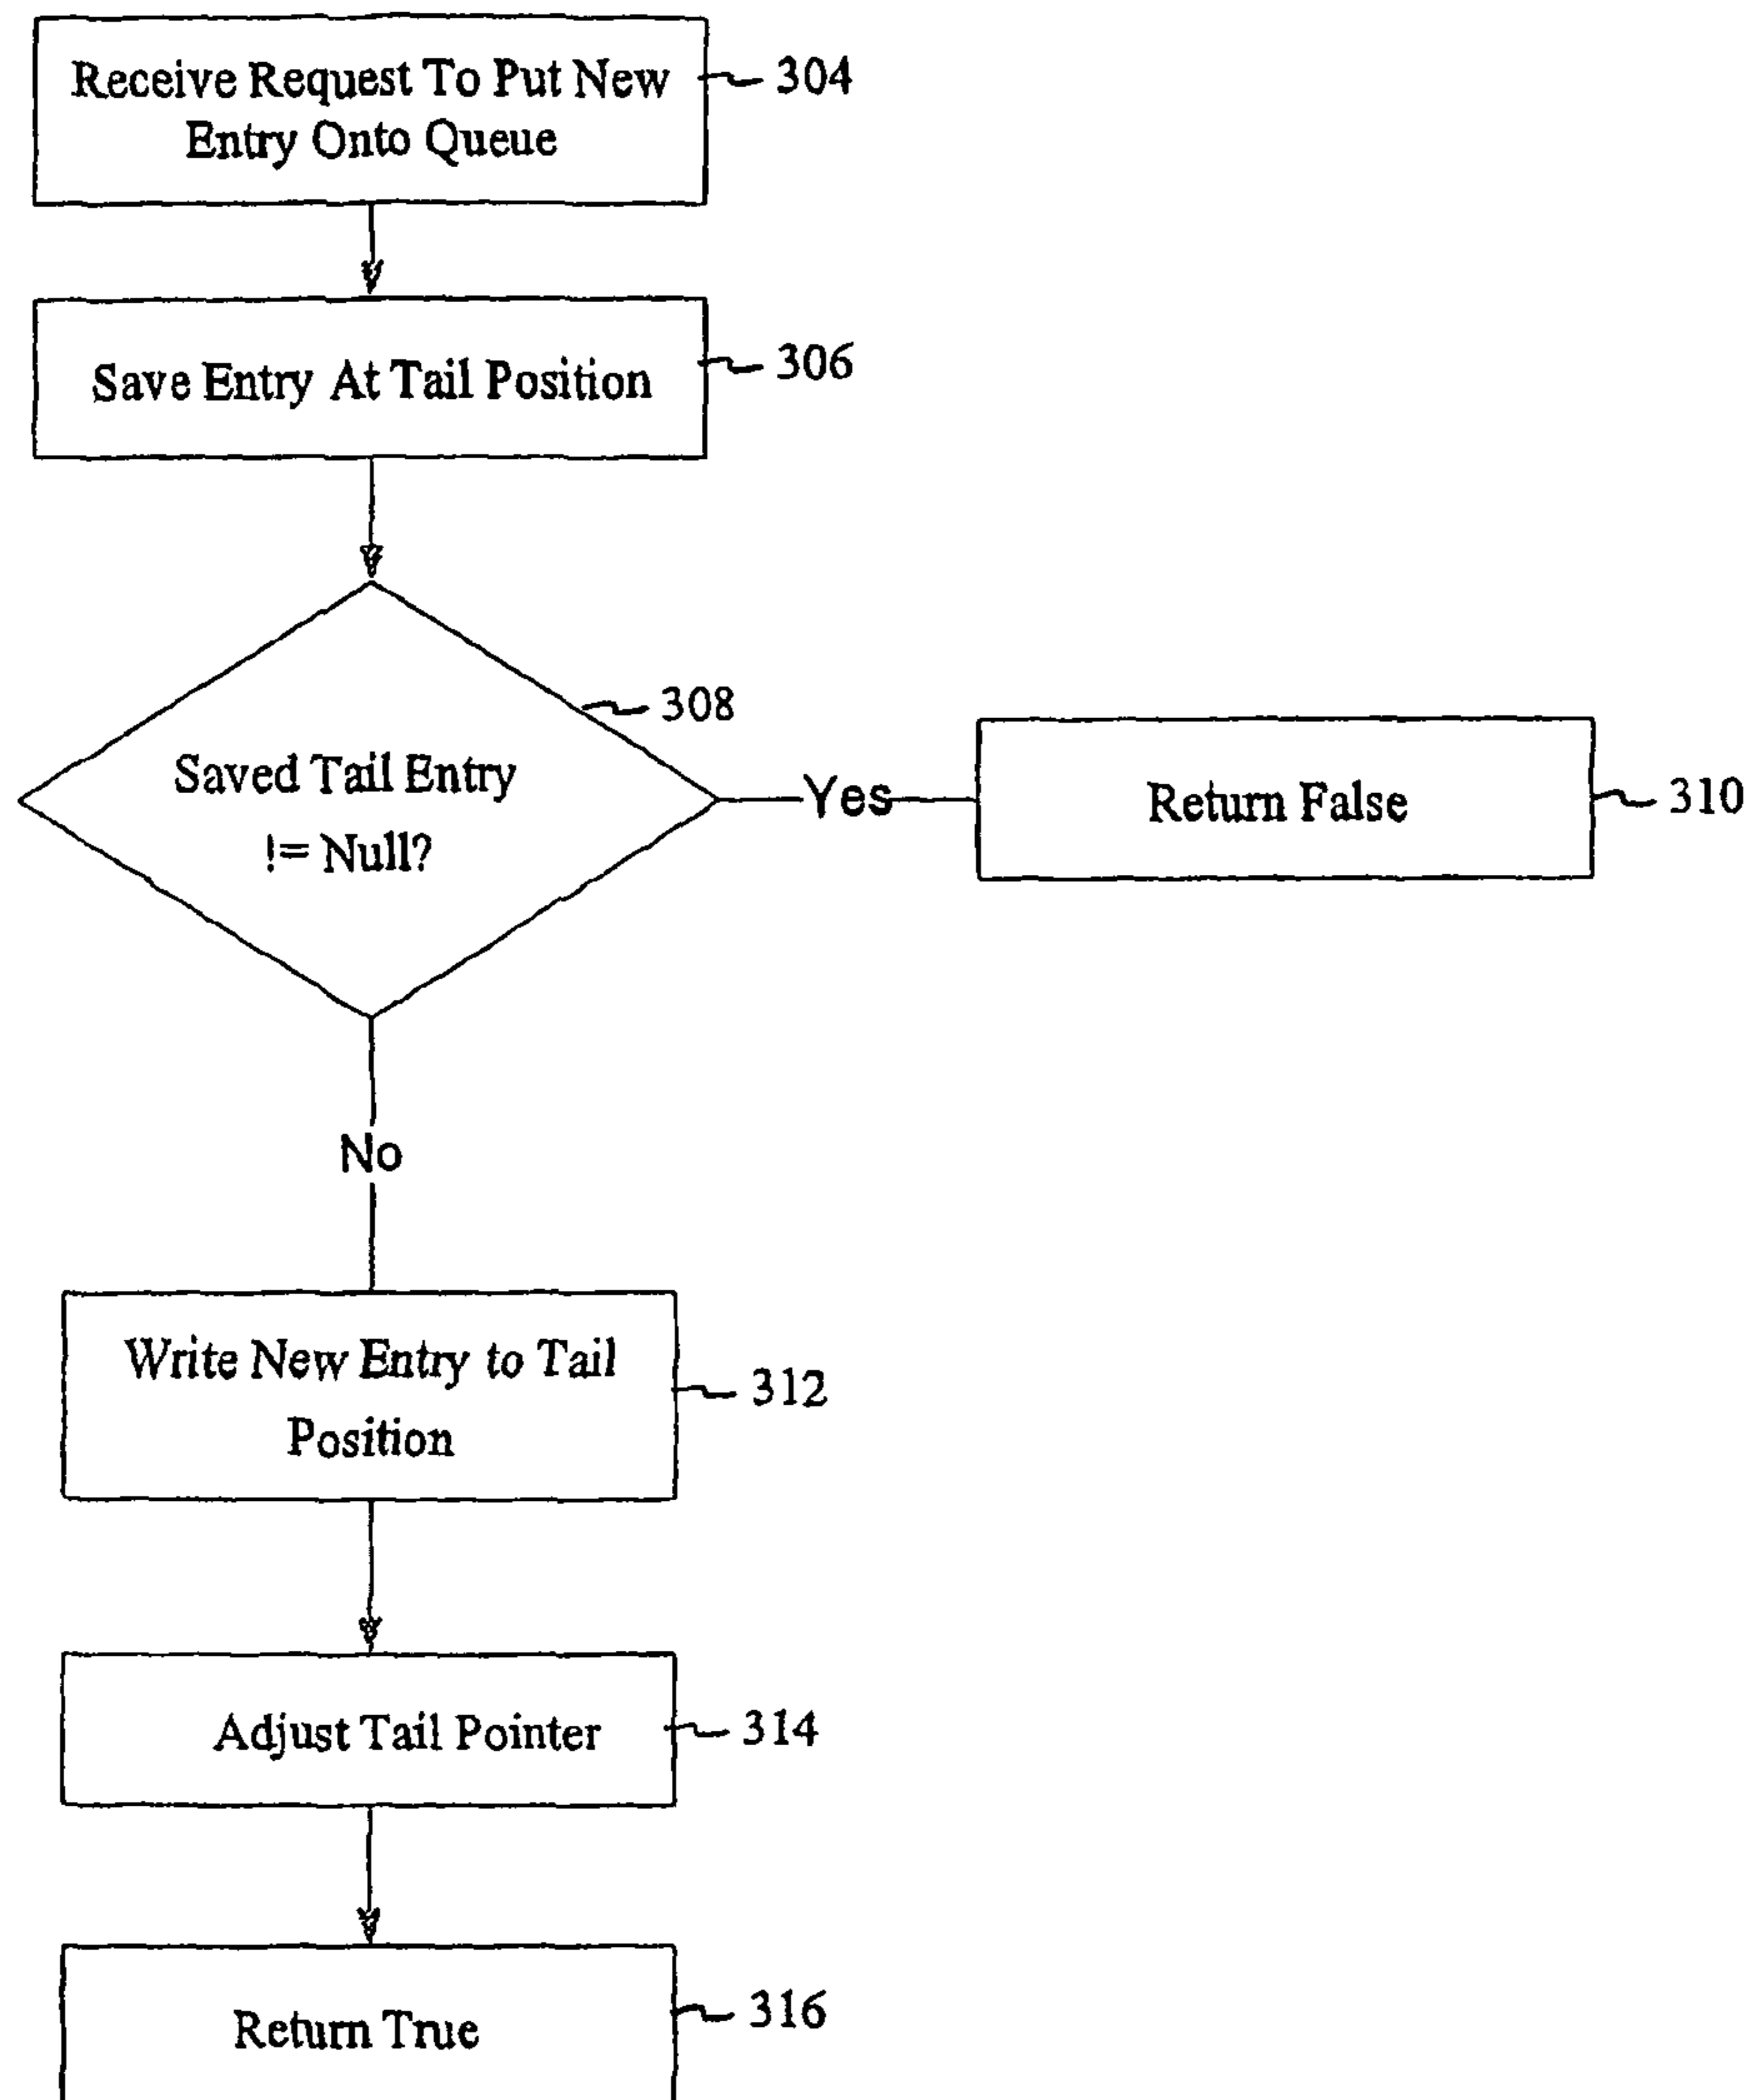 Receive Request To Put New
Entry Onto Queue
304
Save Entry At Tail Position
306
308
Saved Tail Entry
!= Null?
Yes
Return False
310
No
Write New Entry to Tail
Position
312
Adjust Tail Pointer
314
Return True
316